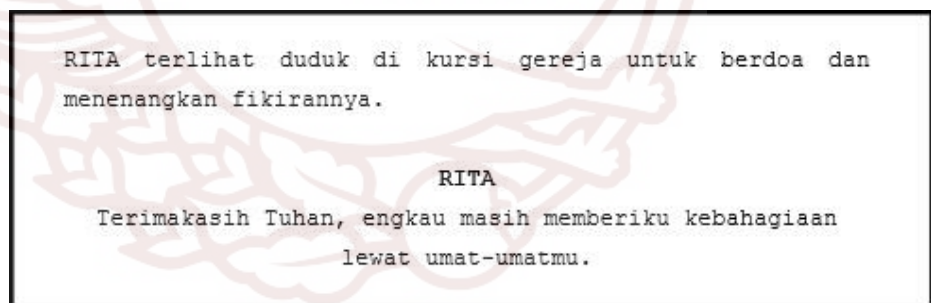 RITA terlihat duduk di kursi gereja untuk berdoa dan
menenangkan fikirannya.
RITA
Terimakasih Tuhan, engkau masih memberiku kebahagiaan
lewat umat-umatmu.